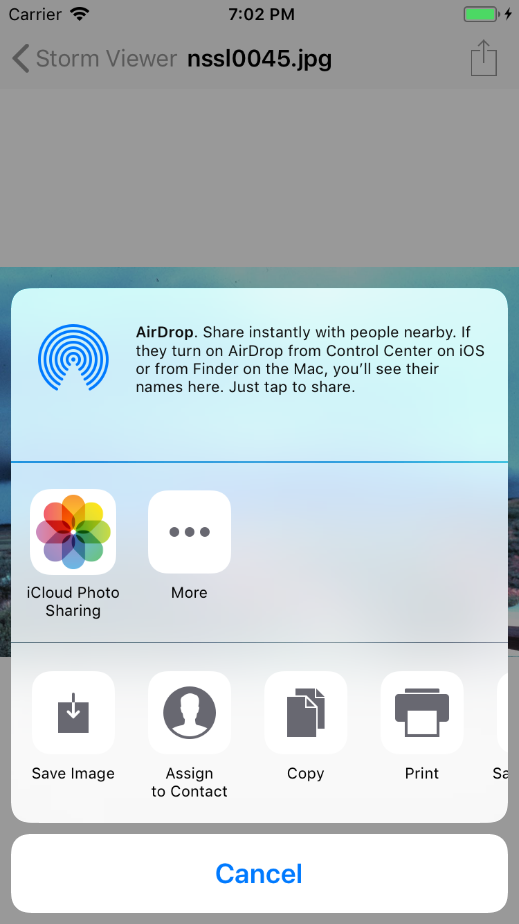 Carrier 7:02 PM
Storm Viewer nssl0045.jpg
AirDrop. Share instantly with people nearby. If
they turn on AirDrop from Control Center on iOS
or from Finder on the Mac, you’ll see their
names here. Just tap to share.
iCloud Photo
Sharing
More
Save Image
Assign
to Contact
Copy
Print
Sa
Cancel